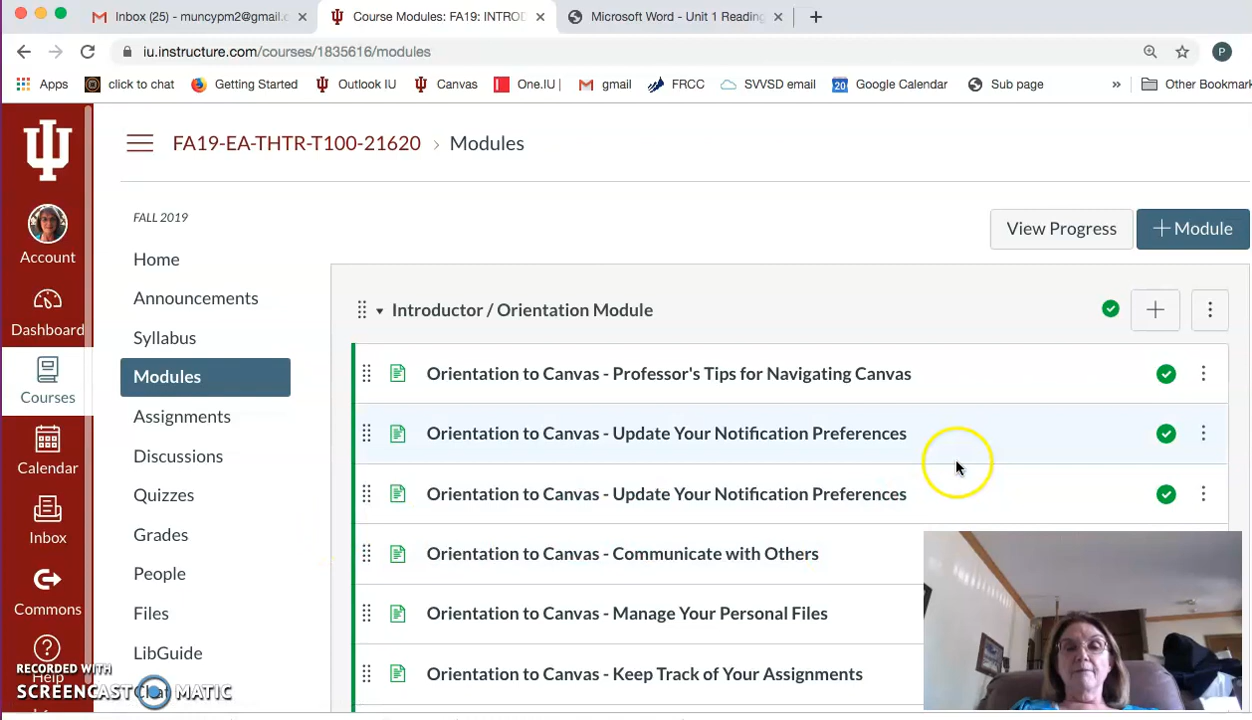 Inbox (25) - muncypm2@gmail.c
Course Modules: FA19: INTROD
Microsoft Word - Unit 1 Reading
iu.instructure.com/courses/1835616/modules
P
Apps
click to chat
Getting Started
Outlook IU
Canvas
One.IU |
gmail
FRCC
SVVSD email
20
Google Calendar
Sub page
»
Other Bookmar
FA19-EA-THTR-T100-21620 › Modules
Account
Dashboard
Courses
Calendar
Inbox
Commons
Help
FALL 2019
Home
Announcements
Syllabus
Modules
Assignments
Discussions
Quizzes
Grades
People
Files
LibGuide
View Progress
+ Module
Introductor / Orientation Module
Orientation to Canvas - Professor's Tips for Navigating Canvas
Orientation to Canvas - Update Your Notification Preferences
Orientation to Canvas - Update Your Notification Preferences
Orientation to Canvas - Communicate with Others
Orientation to Canvas - Manage Your Personal Files
Orientation to Canvas - Keep Track of Your Assignments
RECORDED WITH
SCREENCAST MATIC